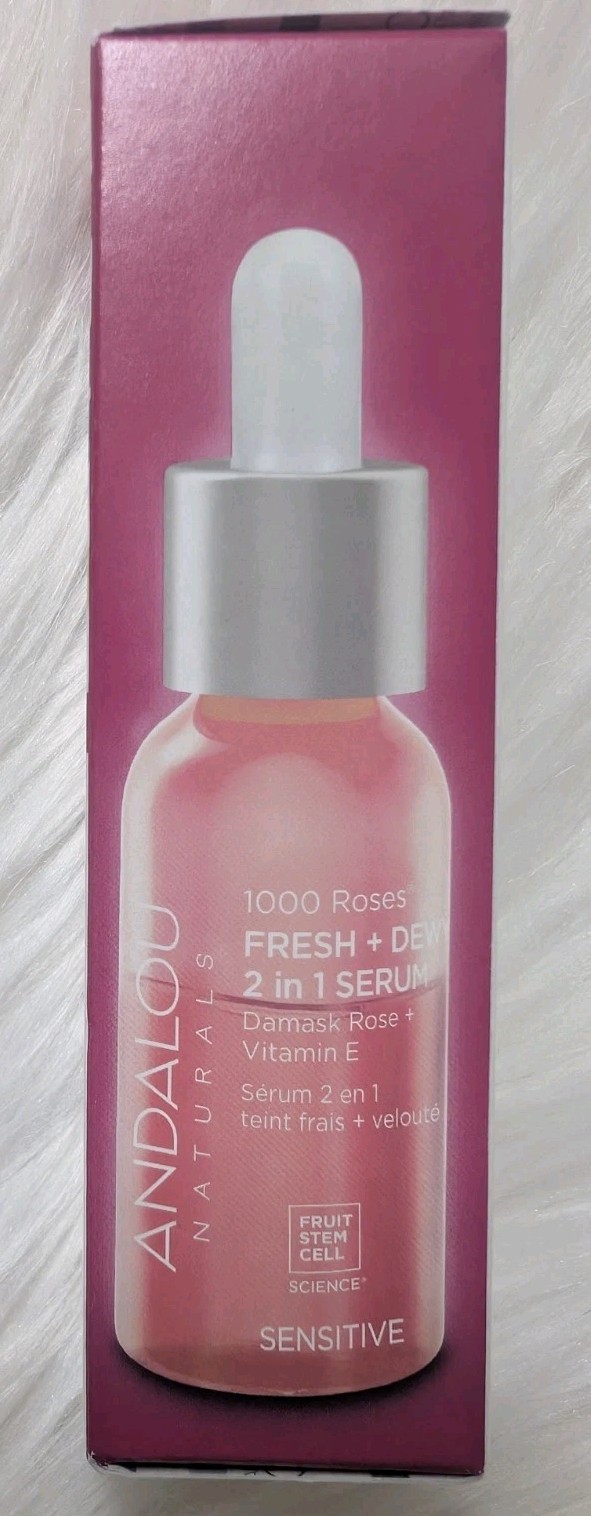 ANDALOU
NATURALS
1000 Roses®
FRESH + DEWY
2 in 1 SERUM
Damask Rose +
Vitamin E
Sérum 2 en 1
teint frais + velouté
FRUIT
STEM
CELL
SCIENCE®
SENSITIVE